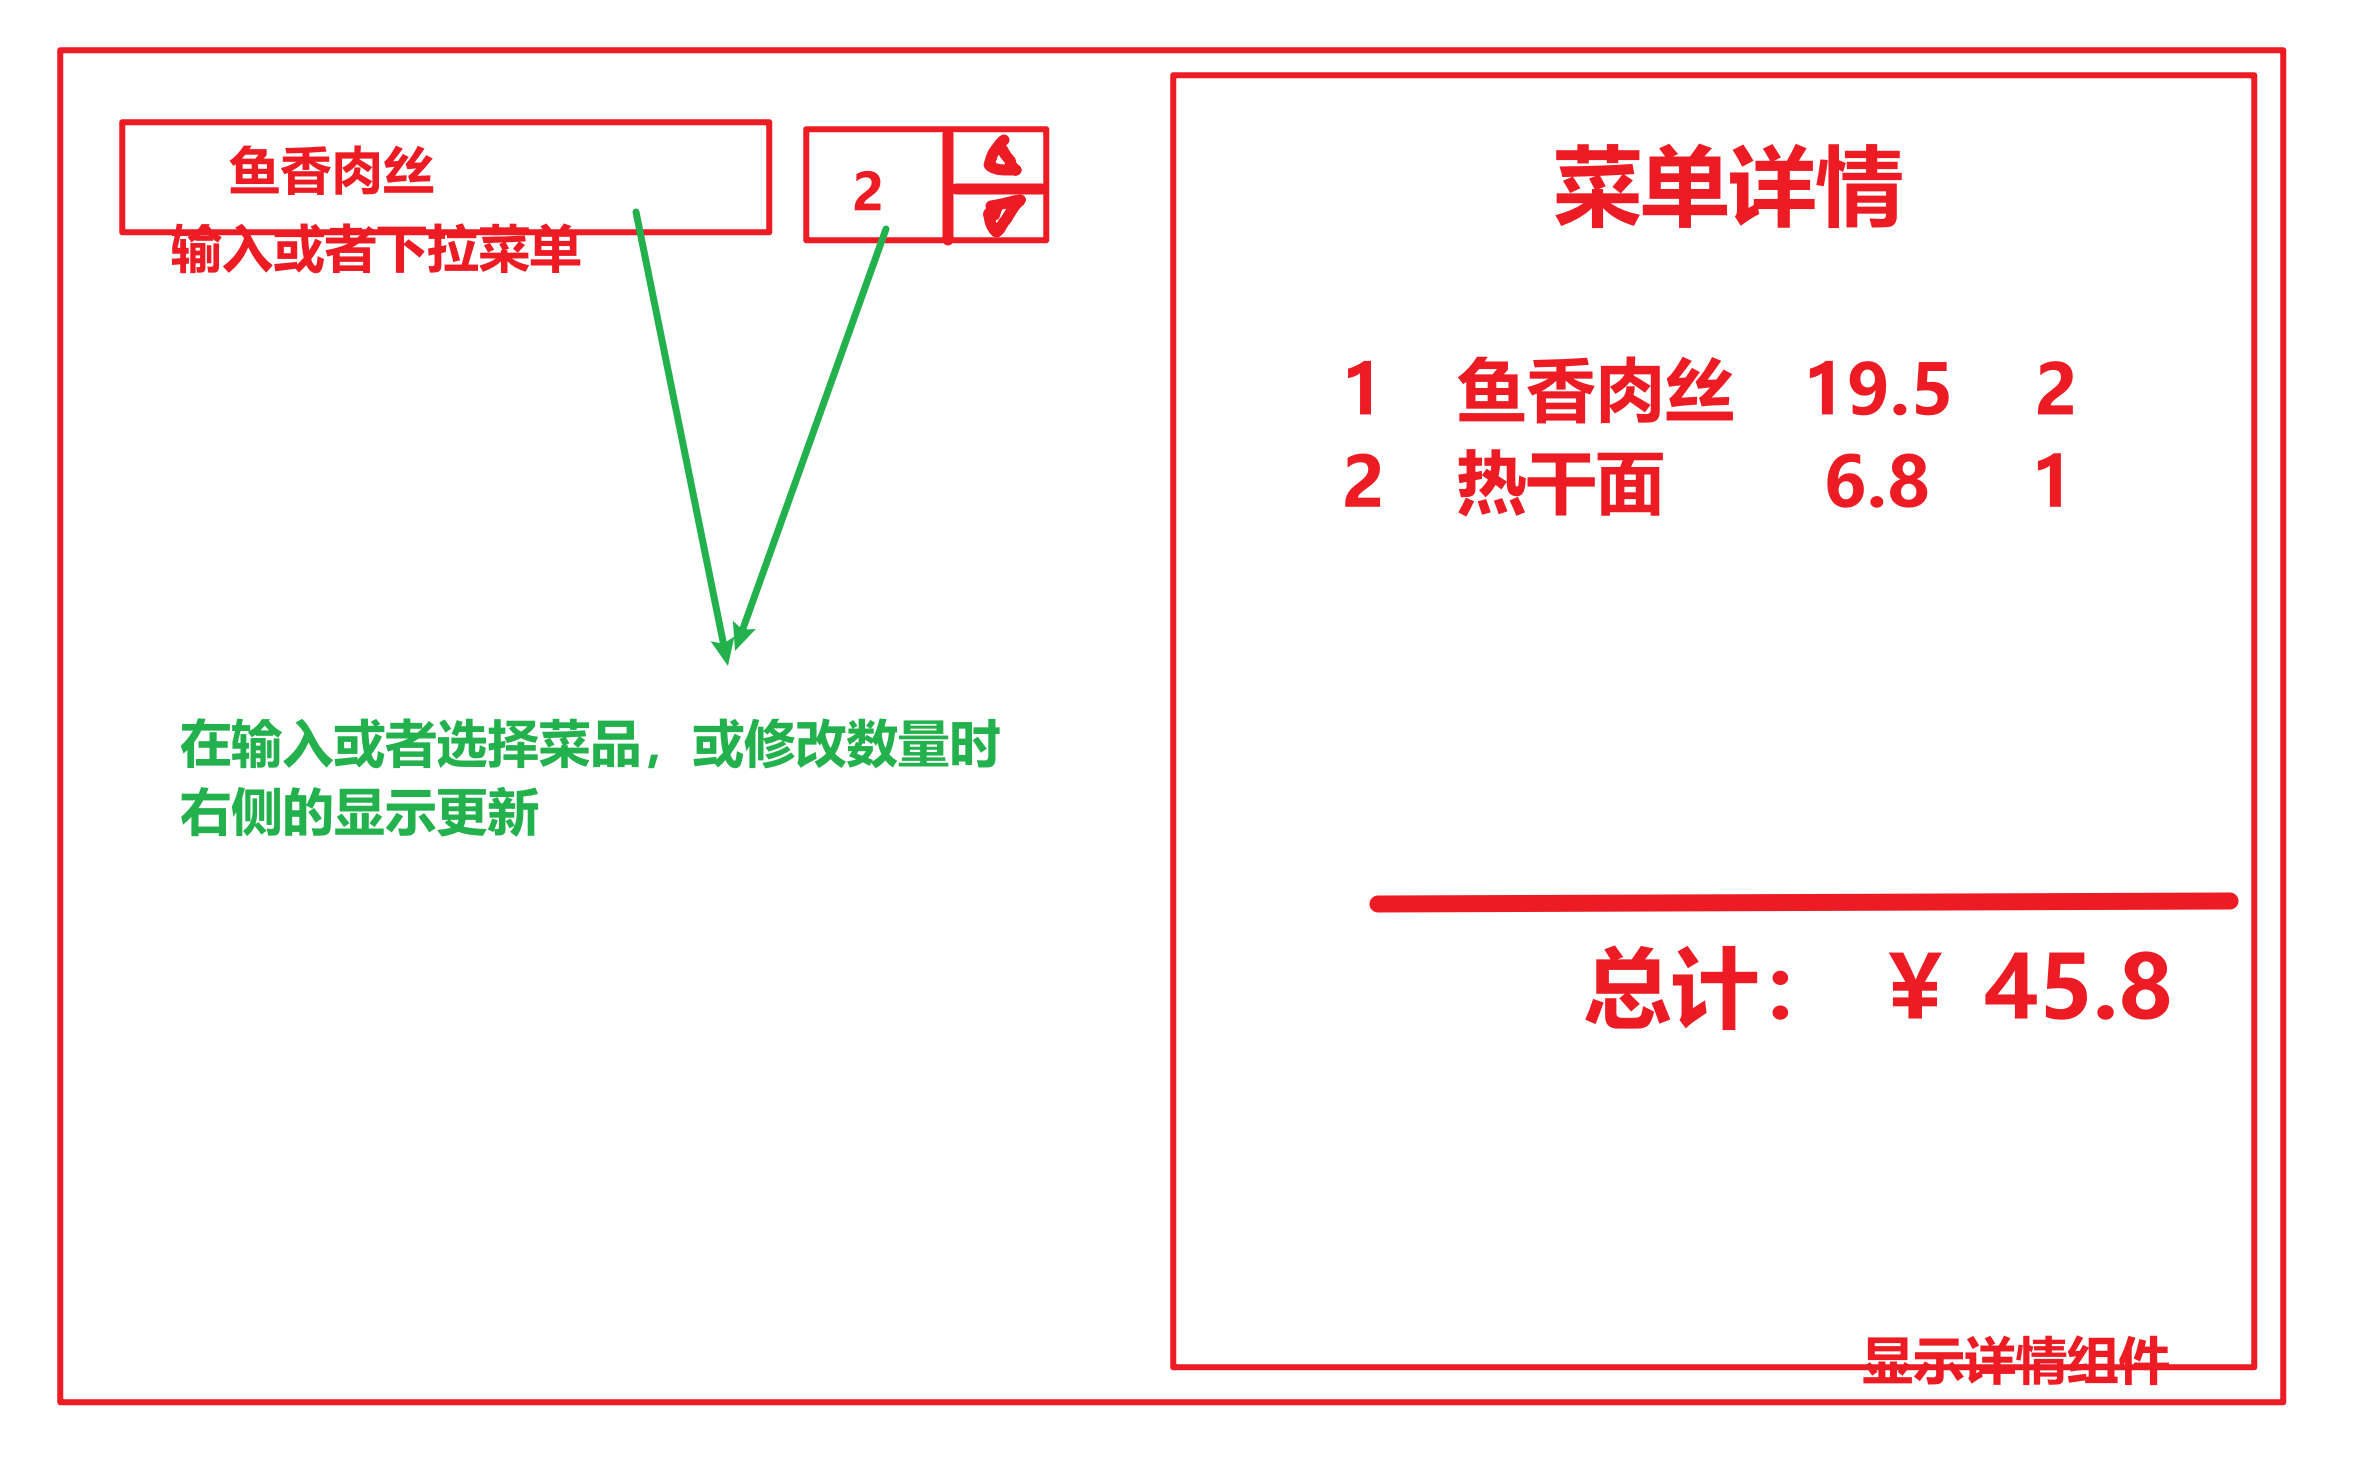 鱼香肉丝
输入或者下拉菜单
2
在输入或者选择菜品，或修改数量时
右侧的显示更新
菜单详情
1 鱼香肉丝 19.5 2
2 热干面 6.8 1
总计： ¥ 45.8
显示详情组件